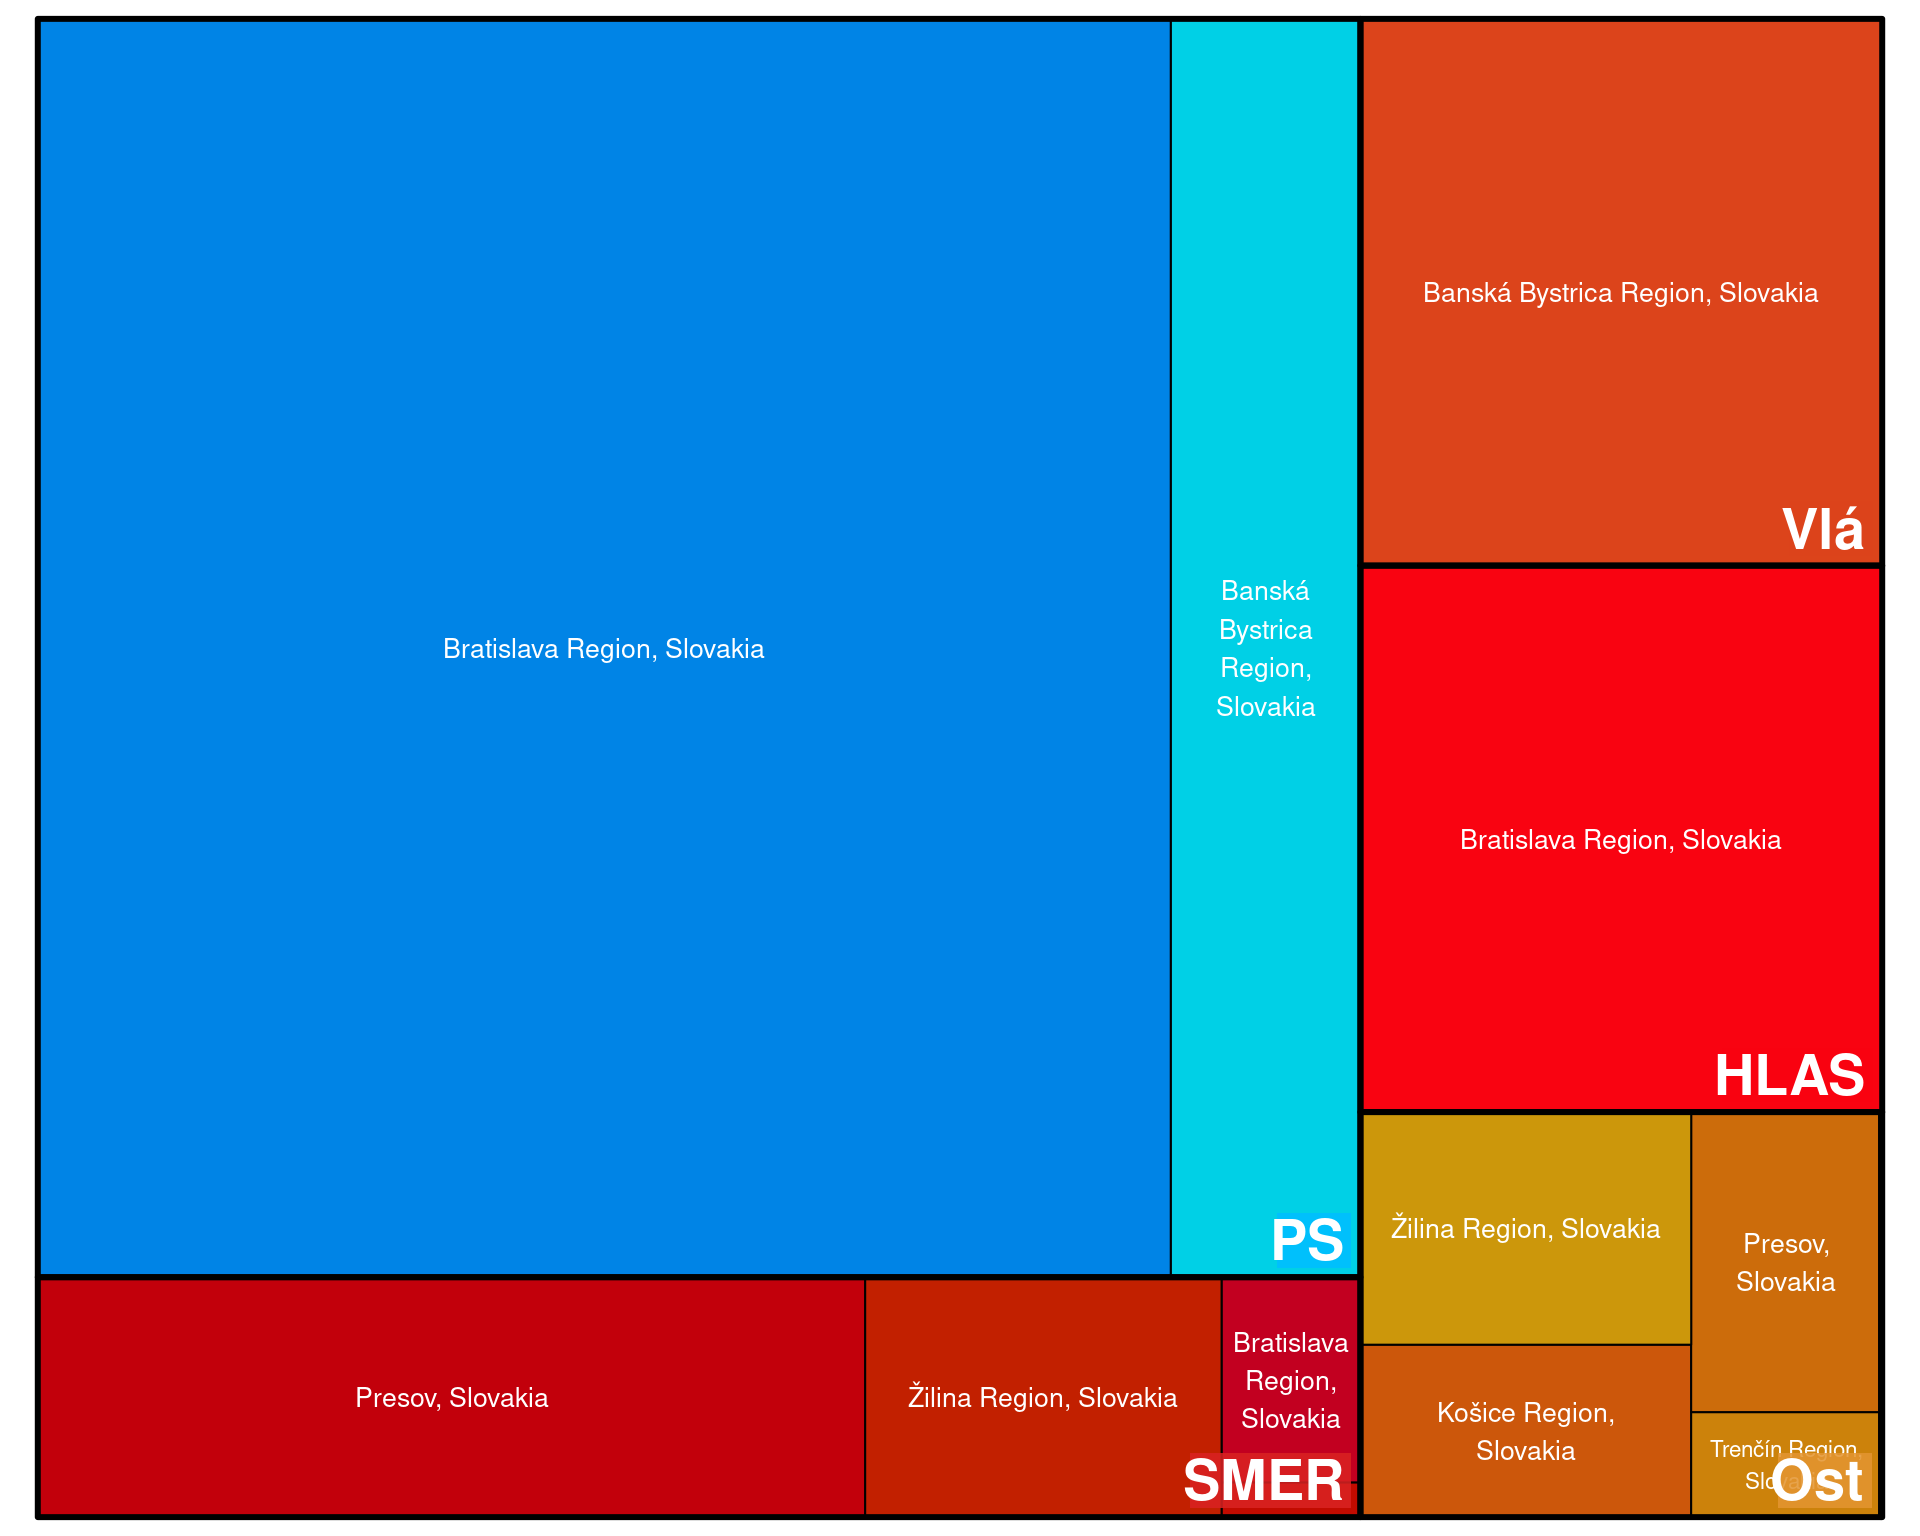 Bratislava Region, Slovakia
Banská
Bystrica
Region,
Slovakia
PS
Banská Bystrica Region, Slovakia
Vlá
Bratislava Region, Slovakia
HLAS
Presov, Slovakia
Žilina Region, Slovakia
Bratislava
Region,
Slovakia
SMER
Žilina Region, Slovakia
Presov,
Slovakia
Košice Region,
Slovakia
Trenčín Region,
Ost